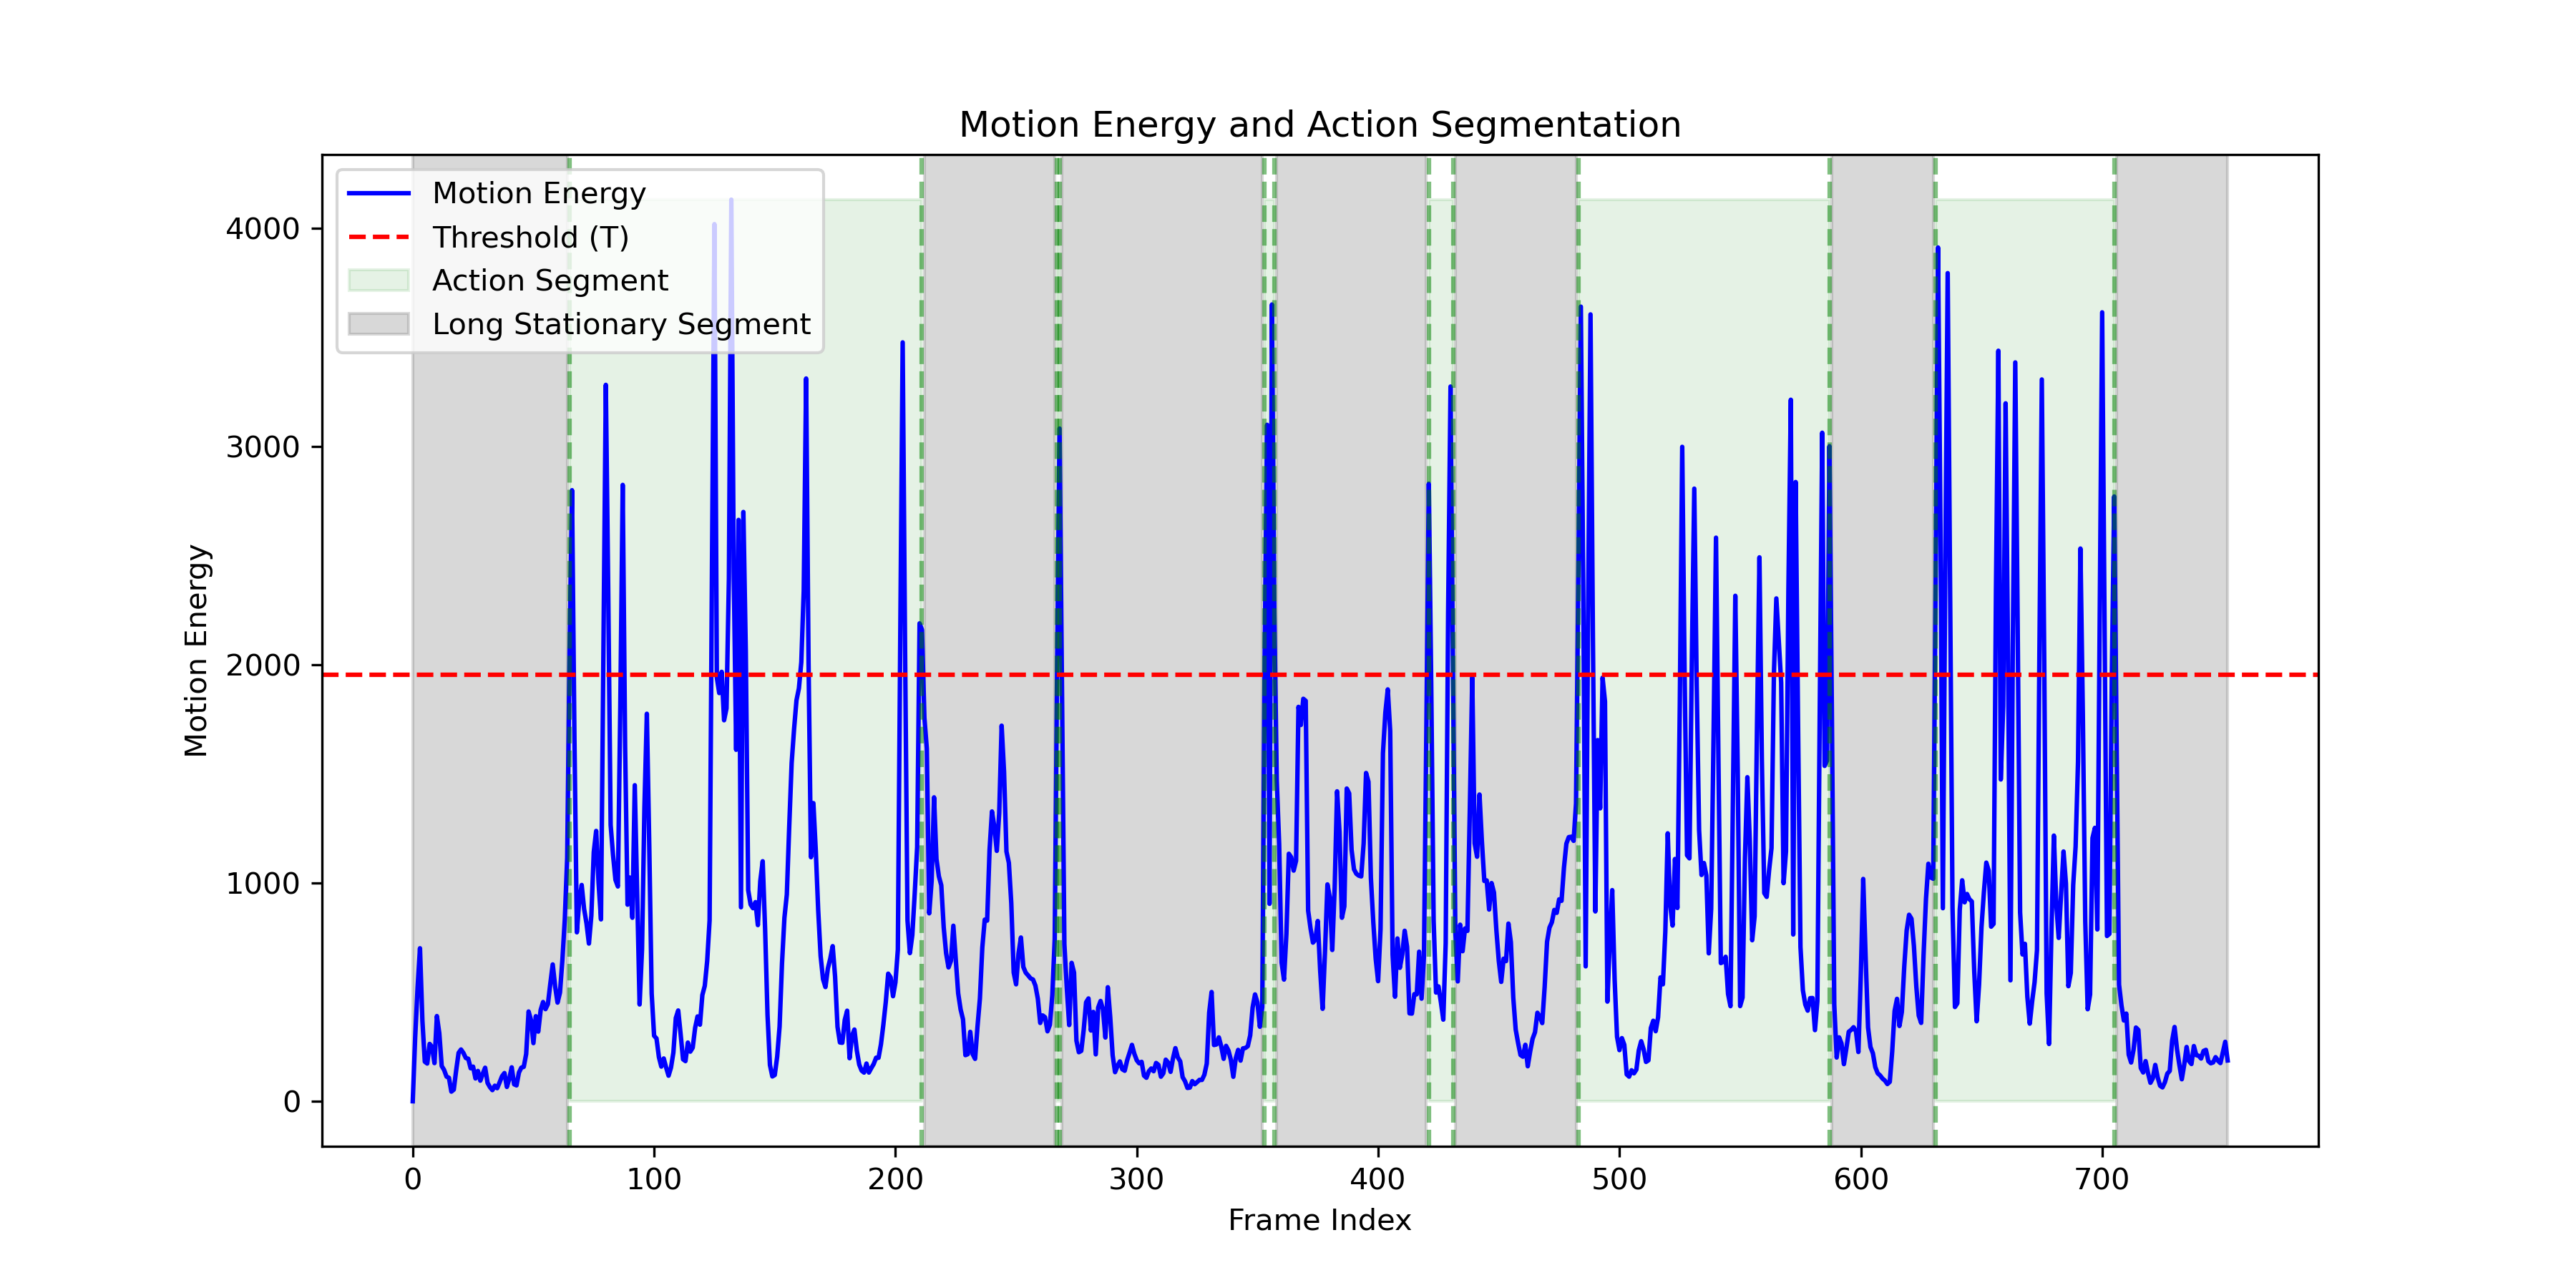 Motion Energy and Action Segmentation
Motion Energy
Threshold (T)
Action Segment
Long Stationary Segment
4000
3000
2000
1000
0
Motion Energy
0 100 200 300 400 500 600 700
Frame Index